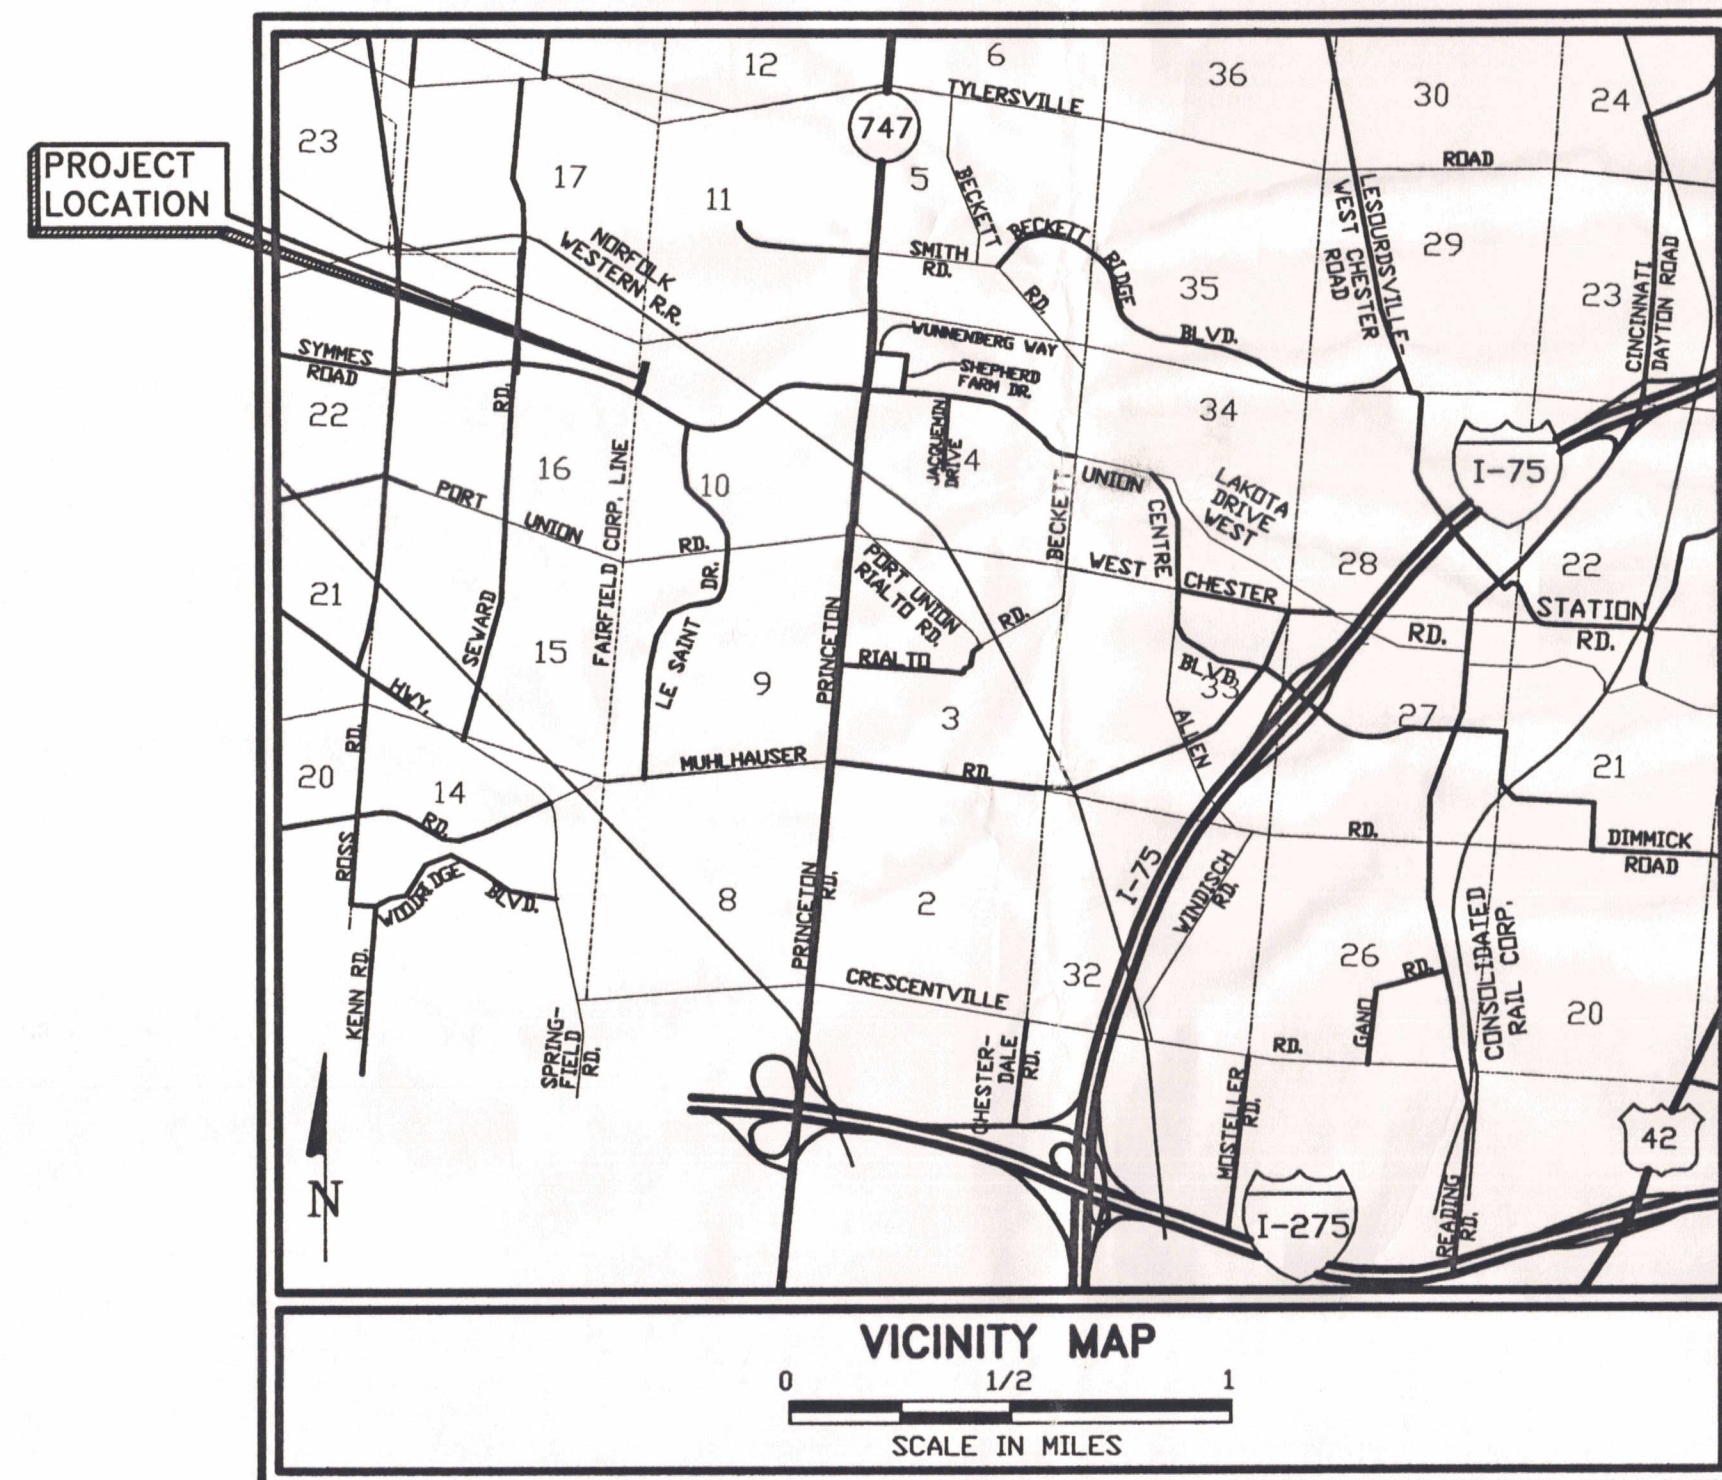 PROJECT
LOCATION
12
6
36
30
24
TYLERSVILLE
ROAD
747
23
17
11
5
BECKETT
RD.
BECKETT
RIDGE
BLVD.
SMITH
RD.
35
LESOURDSVILLE-
WEST CHESTER
ROAD
29
23
CINCINNATI
DAYTON ROAD
NORFOLK
WESTERN R.R.
WUNNENBERG WAY
SHEPHERD
FARM DR.
SYMMES
ROAD
RD.
22
34
JACQUEMIN
DRIVE
4
16
FAIRFIELD CORP. LINE
10
BECKETT
UNION
CENTRE
BLVD.
LAKOTA
DRIVE
WEST
I-75
PORT
UNION
RD.
WEST
CHESTER
RD.
28
22
STATION
RD.
PORT UNION
RIALTO RD.
RD.
RIALTO
21
SEWARD
15
LE SAINT
DR.
9
PRINCETON
3
33
ALLEN
27
HWY.
RD.
MUHLHAUSER
RD.
RD.
21
20
14
RD.
ROSS
WOODRIDGE
BLVD.
DIMMICK
ROAD
8
PRINCETON
RD.
2
I-75
WINDISCH
RD.
CONSOLIDATED
RAIL CORP.
26
RD.
GANO
20
32
CRESCENTVILLE
RD.
KENN RD.
SPRING-
FIELD
RD.
CHESTER-
DALE
RD.
MOSTELLER
RD.
42
READING
RD.
I-275
N
VICINITY MAP
0 1/2 1
SCALE IN MILES